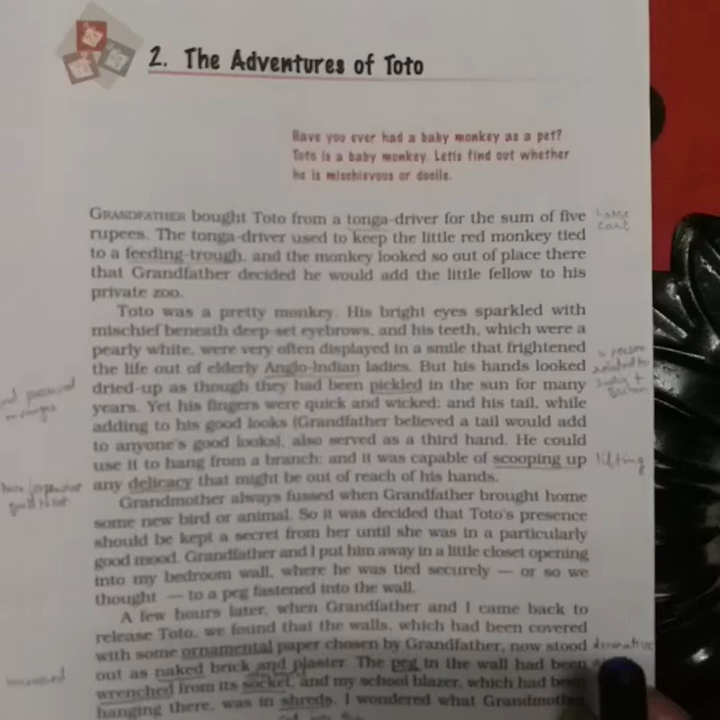 2. The Adventures of Toto
Have you ever had a baby monkey as a pet?
Toto is a baby monkey. Let's find out whether
he is mischievous or docile.
GRANDFATHER bought Toto from a tonga-driver for the sum of five
rupees. The tonga-driver used to keep the little red monkey tied
to a feeding-trough, and the monkey looked so out of place there
that Grandfather decided he would add the little fellow to his
private zoo.
Toto was a pretty monkey. His bright eyes sparkled with
mischief beneath deep-set eyebrows, and his teeth, which were a
pearly white, were very often displayed in a smile that frightened
the life out of elderly Anglo-Indian ladies. But his hands looked
dried-up as though they had been pickled in the sun for many
years. Yet his fingers were quick and wicked; and his tail, while
adding to his good looks (Grandfather believed a tail would add
to anyone's good looks), also served as a third hand. He could
use it to hang from a branch; and it was capable of scooping up
lifting
any delicacy that might be out of reach of his hands.
Grandmother always fussed when Grandfather brought home
some new bird or animal. So it was decided that Toto's presence
should be kept a secret from her until she was in a particularly
good mood. Grandfather and I put him away in a little closet opening
into my bedroom wall, where he was tied securely — or so we
thought — to a peg fastened into the wall.
A few hours later, when Grandfather and I came back to
release Toto, we found that the walls, which had been covered
with some ornamental paper chosen by Grandfather, now stood
out as naked brick and plaster. The peg in the wall had been
wrenched from its socket, and my school blazer, which had been
hanging there, was in shreds. I wondered what Grandmother